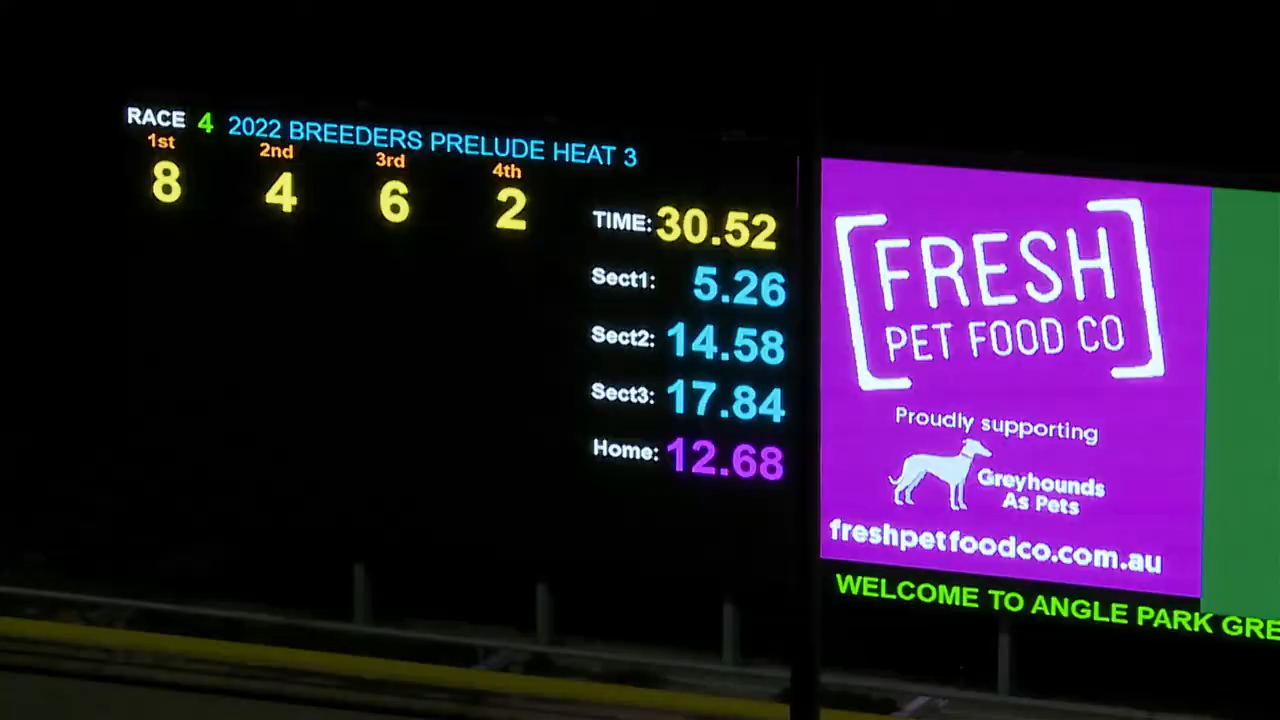 RACE 4 2022 BREEDERS PRELUDE HEAT 3
1st 2nd 3rd 4th
8 4 6 2
TIME: 30.52
Sect1: 5.26
Sect2: 14.58
Sect3: 17.84
Home: 12.68
FRESH
PET FOOD CO
Proudly supporting
Greyhounds
As Pets
freshpetfoodco.com.au
WELCOME TO ANGLE PARK GRE